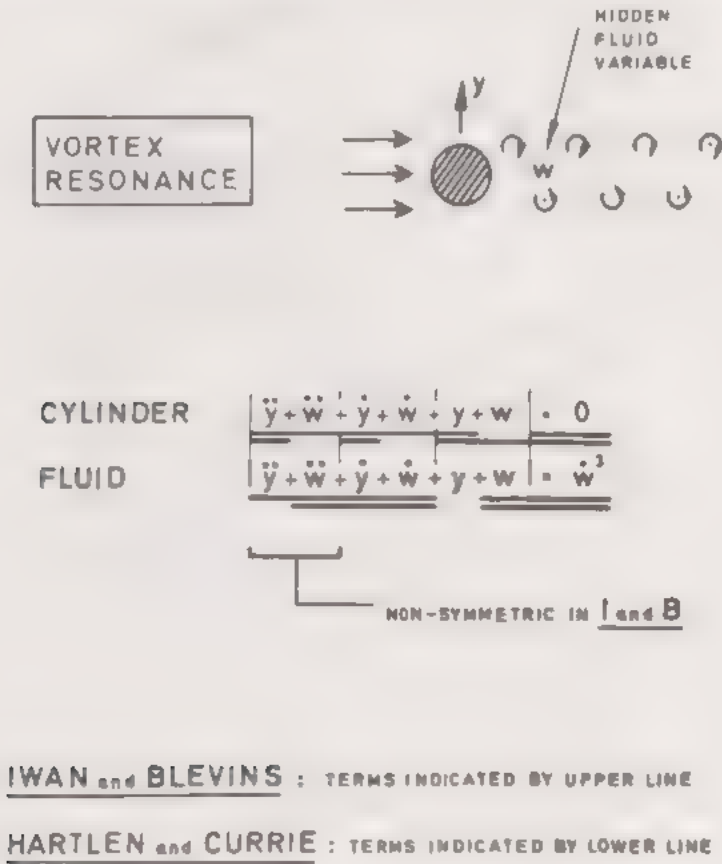 HIDDEN
FLUID
VARIABLE
y
VORTEX
RESONANCE
w
CYLINDER ÿ + ẅ + ẏ + ẇ + y + w = 0
FLUID ÿ + ẅ + ẏ + ẇ + y + w = ẇ³
NON-SYMMETRIC IN I and B
IWAN and BLEVINS : TERMS INDICATED BY UPPER LINE
HARTLEN and CURRIE : TERMS INDICATED BY LOWER LINE